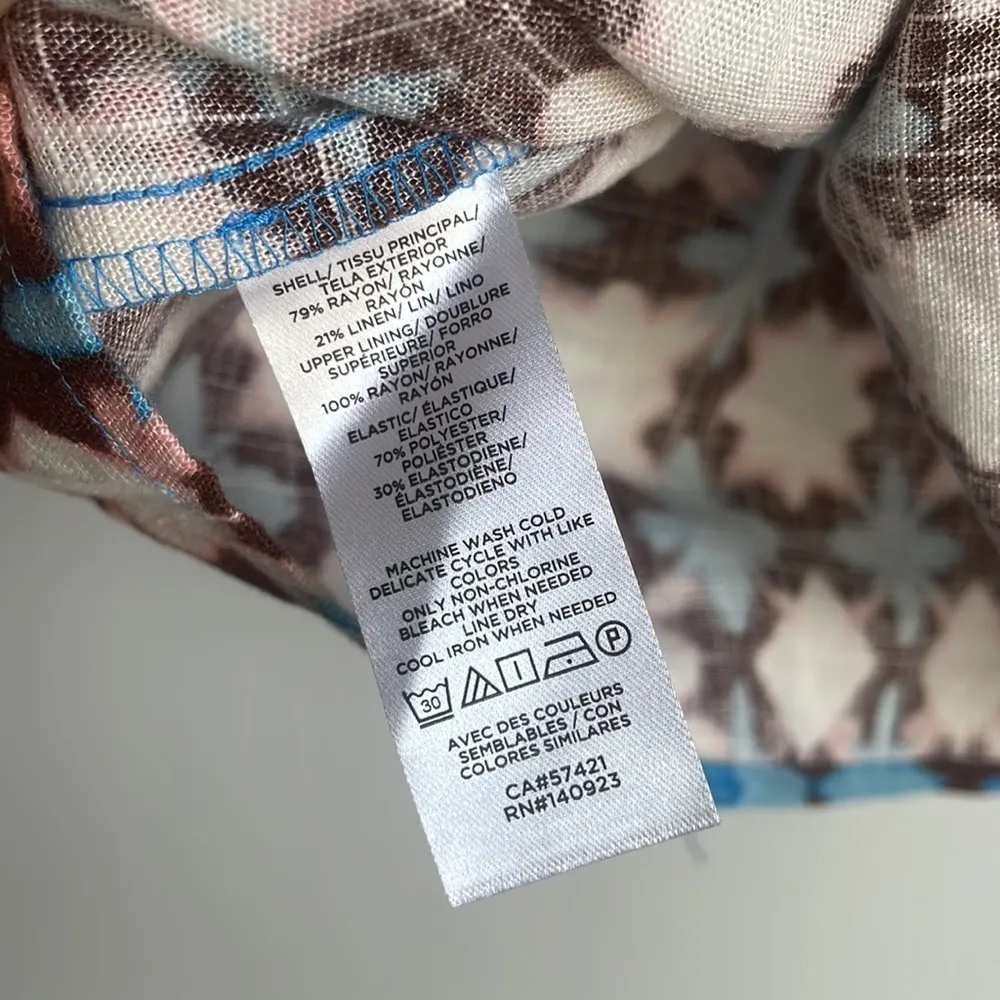 SHELL/ TISSU PRINCIPAL/
TELA EXTERIOR
79% RAYON/ RAYONNE/
RAYÓN
21% LINEN/ LIN/ LINO
UPPER LINING/ DOUBLURE
SUPÉRIEURE/ FORRO
SUPERIOR
100% RAYON/ RAYONNE/
RAYÓN
ELASTIC/ ÉLASTIQUE/
ELÁSTICO
70% POLYESTER/
POLIÉSTER
30% ELASTODIENE/
ÉLASTODIÈNE/
ELASTODIENO
MACHINE WASH COLD
DELICATE CYCLE WITH LIKE
COLORS
ONLY NON-CHLORINE
BLEACH WHEN NEEDED
LINE DRY
COOL IRON WHEN NEEDED
30 P
AVEC DES COULEURS
SEMBLABLES / CON
COLORES SIMILARES
CA#57421
RN#140923